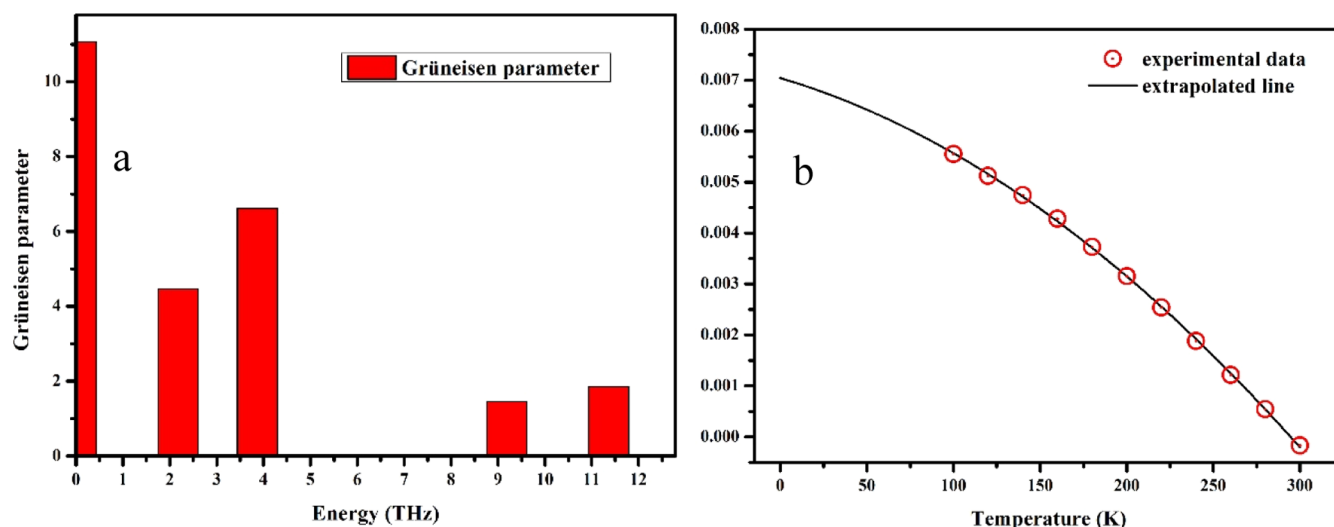 Grüneisen parameter
a
10
8
6
4
2
0
0 1 2 3 4 5 6 7 8 9 10 11 12
Energy (THz)
Grüneisen parameter
experimental data
extrapolated line
b
0.008
0.007
0.006
0.005
0.004
0.003
0.002
0.001
0.000
0 50 100 150 200 250 300
Temperature (K)